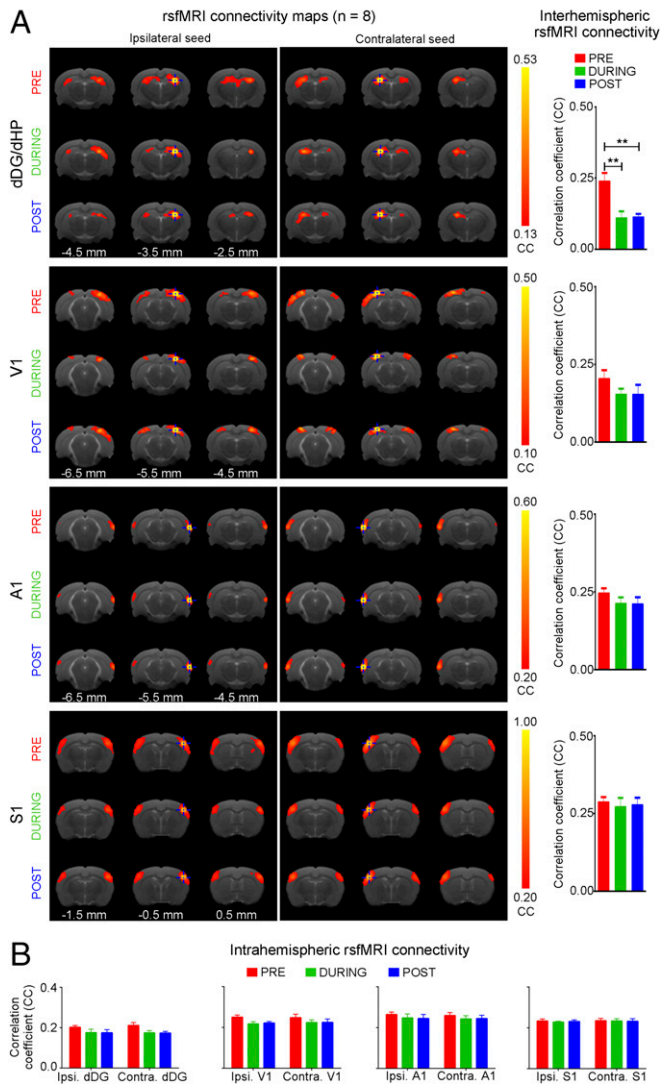 A
rsfMRI connectivity maps (n = 8)
Ipsilateral seed
Contralateral seed
Interhemispheric
rsfMRI connectivity
PRE
DURING
POST
dDG/dHP
PRE
DURING
POST
-4.5 mm
-3.5 mm
-2.5 mm
0.53
0.13
CC
Correlation coefficient (CC)
0.50
0.25
0.00
**
**
V1
PRE
DURING
POST
-6.5 mm
-5.5 mm
-4.5 mm
0.50
0.10
CC
Correlation coefficient (CC)
0.50
0.25
0.00
A1
PRE
DURING
POST
-6.5 mm
-5.5 mm
-4.5 mm
0.60
0.20
CC
Correlation coefficient (CC)
0.50
0.25
0.00
S1
PRE
DURING
POST
-1.5 mm
-0.5 mm
0.5 mm
1.00
0.20
CC
Correlation coefficient (CC)
0.50
0.25
0.00
B
Intrahemispheric rsfMRI connectivity
PRE
DURING
POST
Correlation
coefficient (CC)
0.4
0.2
0.0
Ipsi. dDG
Contra. dDG
Ipsi. V1
Contra. V1
Ipsi. A1
Contra. A1
Ipsi. S1
Contra. S1